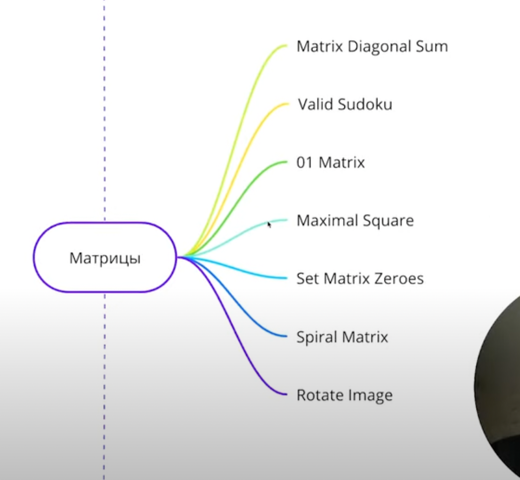 Matrix Diagonal Sum
Valid Sudoku
01 Matrix
Maximal Square
Матрицы
Set Matrix Zeroes
Spiral Matrix
Rotate Image